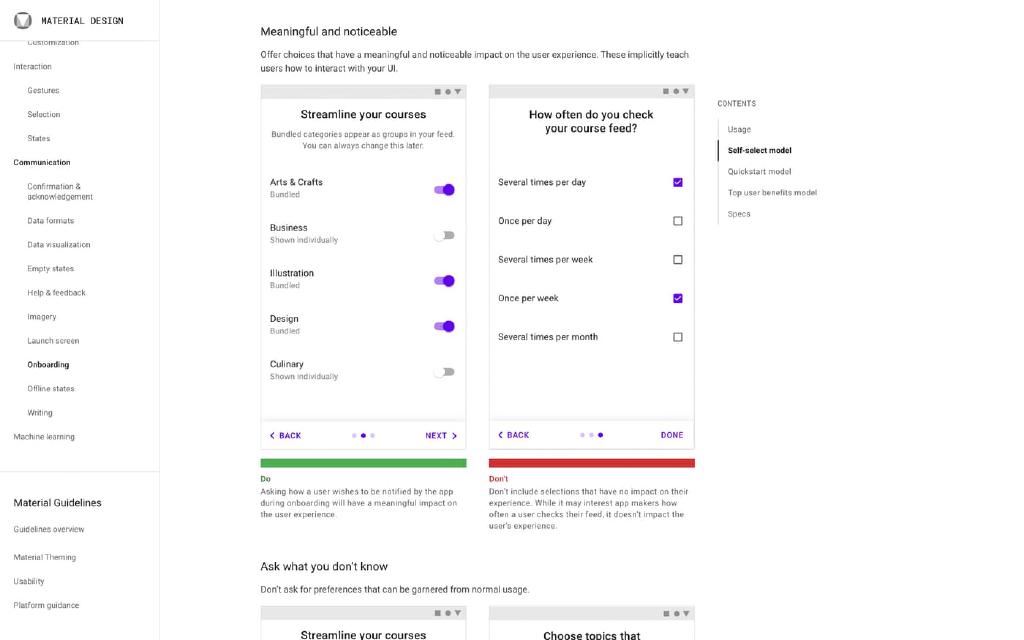 MATERIAL DESIGN
Customization
Interaction
Gestures
Selection
States
Communication
Confirmation &
acknowledgement
Data formats
Data visualization
Empty states
Help & feedback
Imagery
Launch screen
Onboarding
Offline states
Writing
Machine learning
Material Guidelines
Guidelines overview
Material Theming
Usability
Platform guidance
Meaningful and noticeable
Offer choices that have a meaningful and noticeable impact on the user experience. These implicitly teach
users how to interact with your UI.
Streamline your courses
Bundled categories appear as groups in your feed.
You can always change this later.
Arts & Crafts
Bundled
Business
Shown individually
Illustration
Bundled
Design
Bundled
Culinary
Shown individually
BACK
NEXT
Do
Asking how a user wishes to be notified by the app
during onboarding will have a meaningful impact on
the user experience.
How often do you check
your course feed?
Several times per day
Once per day
Several times per week
Once per week
Several times per month
BACK
DONE
Don't
Don't include selections that have no impact on their
experience. While it may interest app makers how
often a user checks their feed, it doesn't impact the
user's experience.
Ask what you don't know
Don't ask for preferences that can be garnered from normal usage.
Streamline your courses
Choose topics that
CONTENTS
Usage
Self-select model
Quickstart model
Top user benefits model
Specs